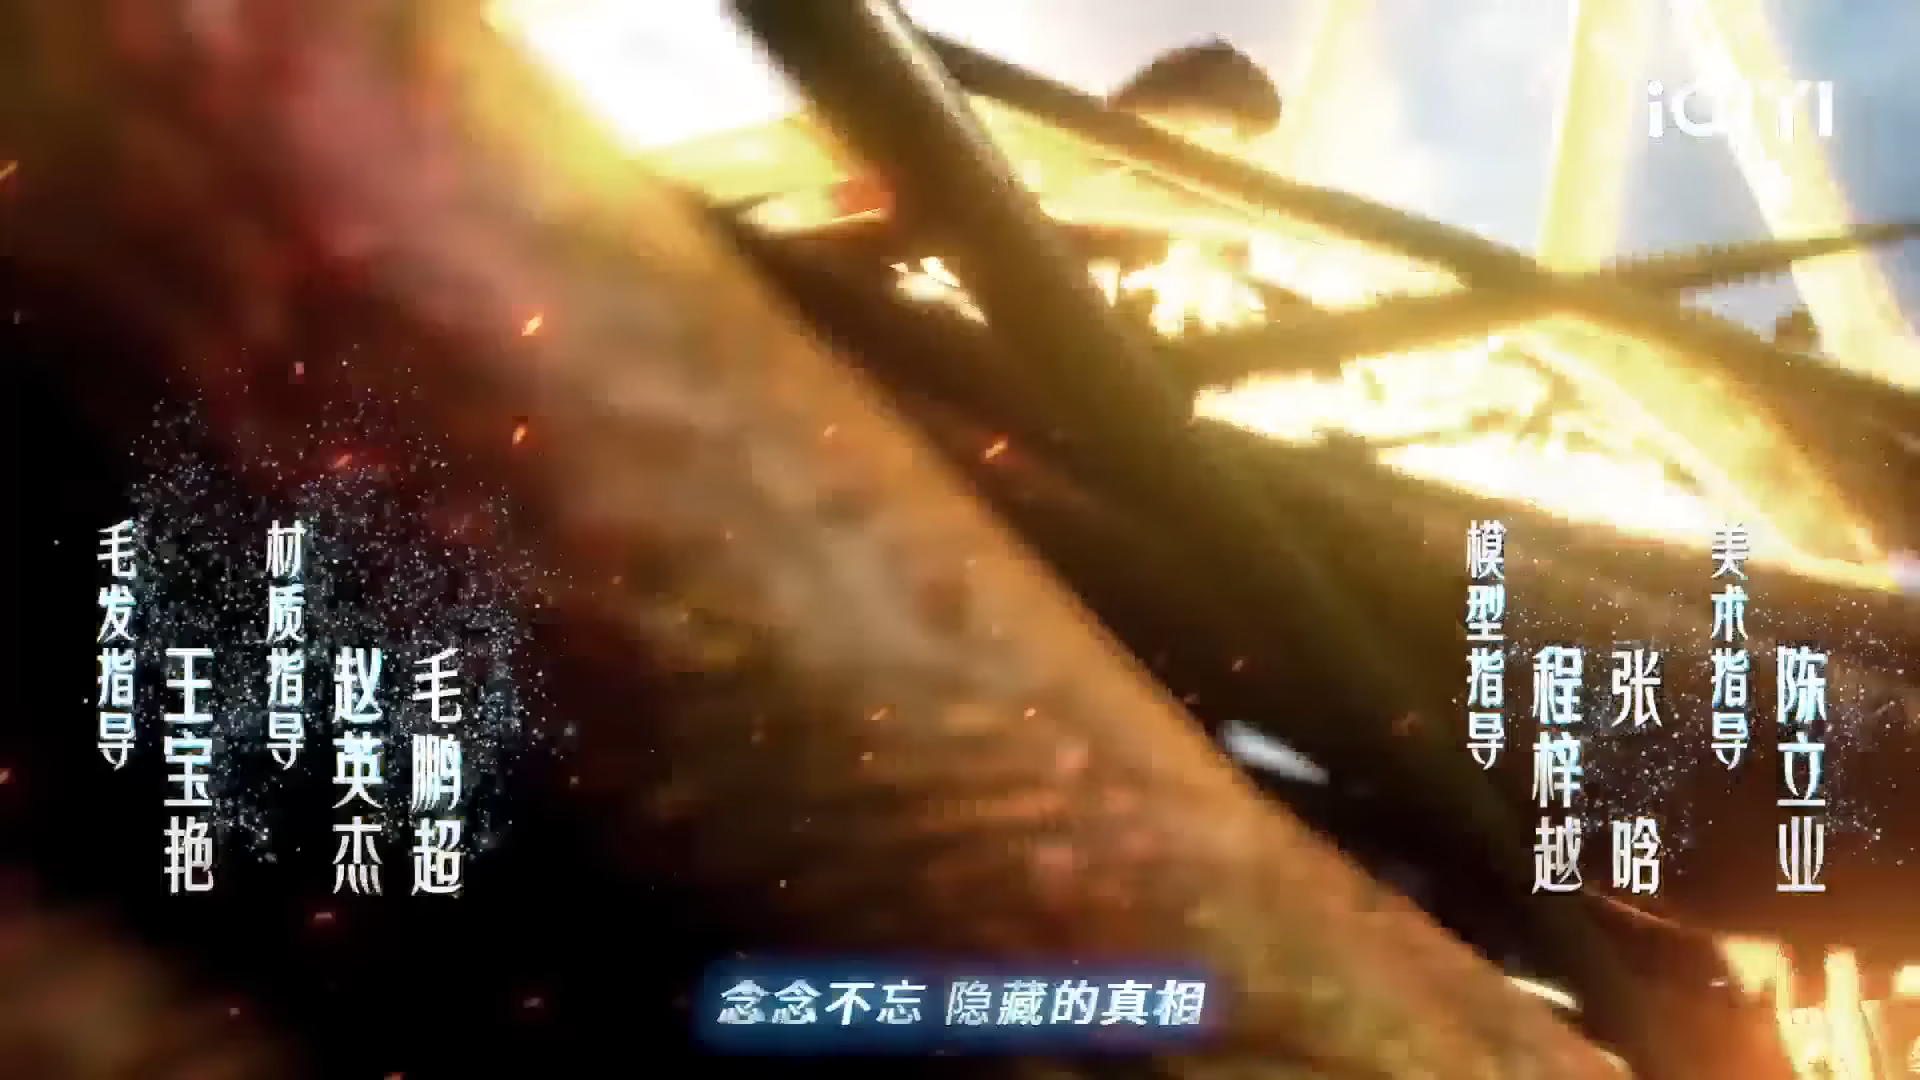 iQIYI
美术指导
陈立业
模型指导
张晗
程梓越
材质指导
毛鹏超
赵英杰
毛发指导
王宝艳
念念不忘 隐藏的真相